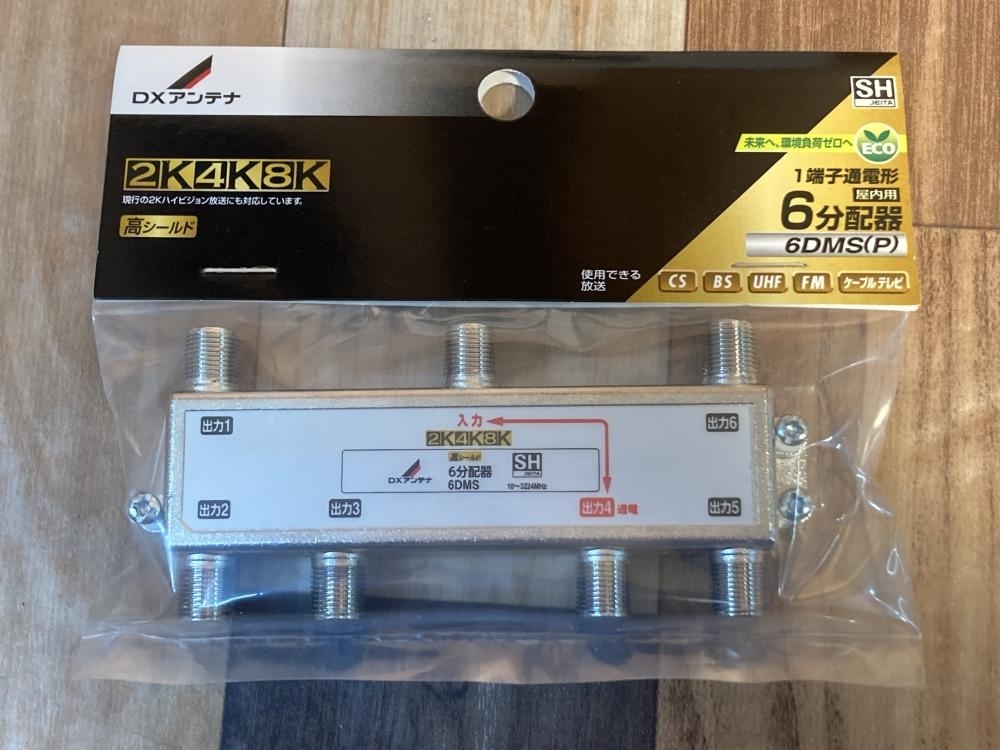 DXアンテナ
SH
JEITA
未来へ、環境負荷ゼロへ
ECO
2K4K8K
現行の2Kハイビジョン放送にも対応しています。
高シールド
1端子通電形
屋内用
6分配器
6DMS(P)
使用できる
放送
CS BS UHF FM ケーブルテレビ
出力1
入力
出力6
2K4K8K
高シールド
DXアンテナ
6分配器
6DMS
SH
JEITA
10〜3224MHz
出力2
出力3
出力4 通電
出力5